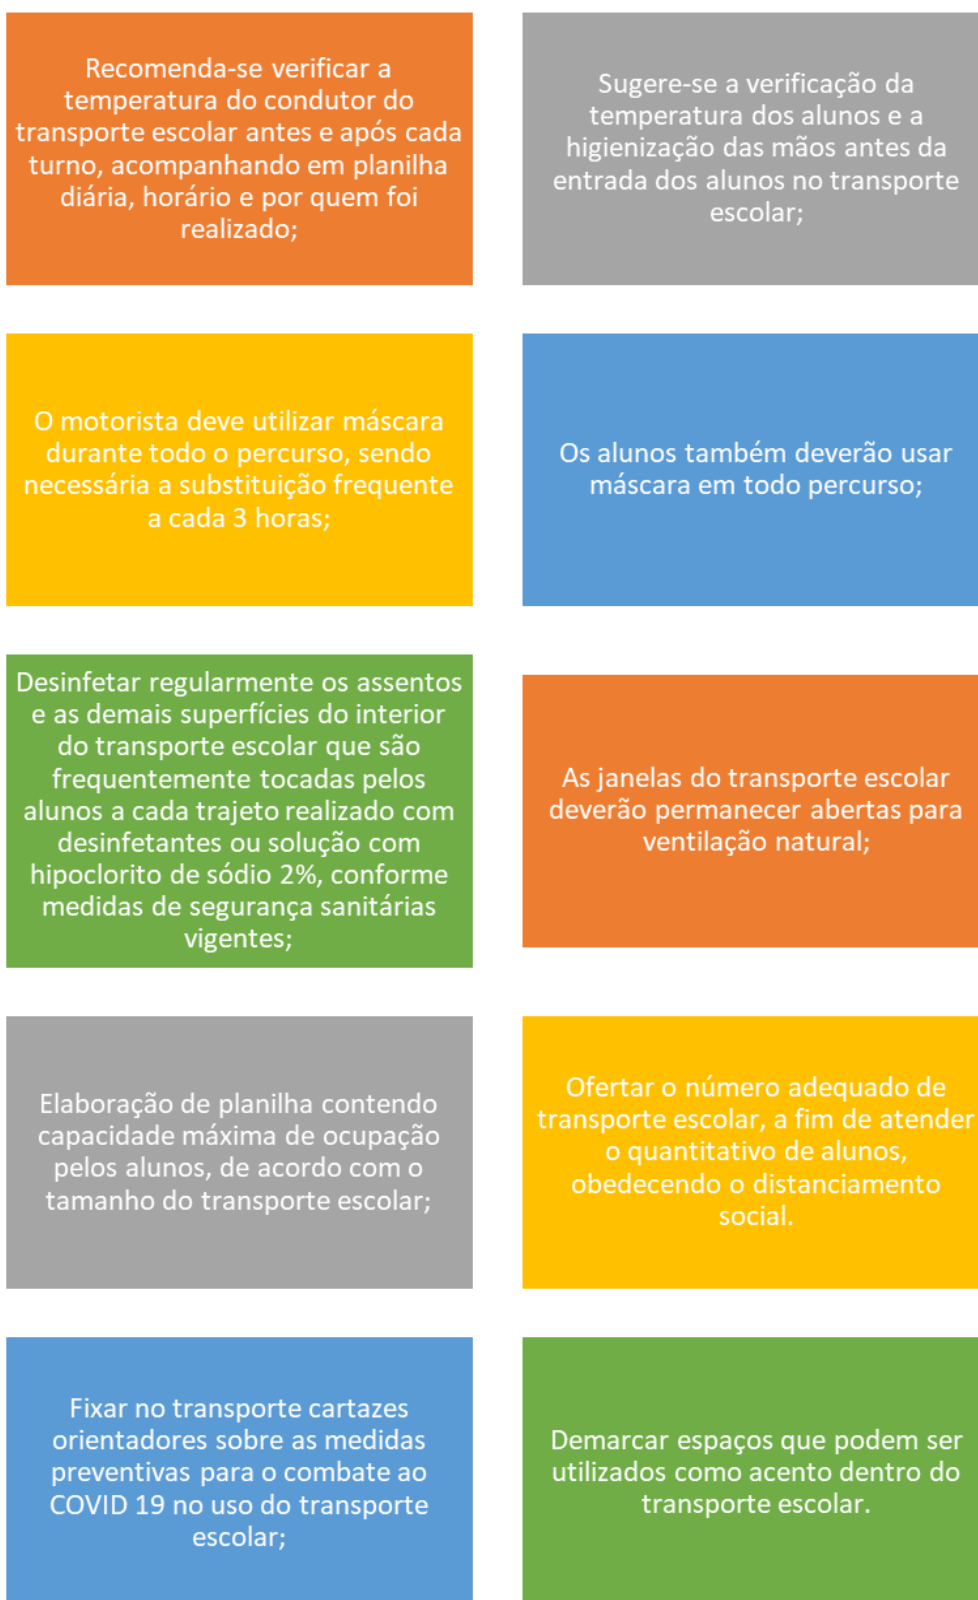 Recomenda-se verificar a
temperatura do condutor do
transporte escolar antes e após cada
turno, acompanhando em planilha
diária, horário e por quem foi
realizado;
Sugere-se a verificação da
temperatura dos alunos e a
higienização das mãos antes da
entrada dos alunos no transporte
escolar;
O motorista deve utilizar máscara
durante todo o percurso, sendo
necessária a substituição frequente
a cada 3 horas;
Os alunos também deverão usar
máscara em todo percurso;
Desinfetar regularmente os assentos
e as demais superfícies do interior
do transporte escolar que são
frequentemente tocadas pelos
alunos a cada trajeto realizado com
desinfetantes ou solução com
hipoclorito de sódio 2%, conforme
medidas de segurança sanitárias
vigentes;
As janelas do transporte escolar
deverão permanecer abertas para
ventilação natural;
Elaboração de planilha contendo
capacidade máxima de ocupação
pelos alunos, de acordo com o
tamanho do transporte escolar;
Ofertar o número adequado de
transporte escolar, a fim de atender
o quantitativo de alunos,
obedecendo o distanciamento
social.
Fixar no transporte cartazes
orientadores sobre as medidas
preventivas para o combate ao
COVID 19 no uso do transporte
escolar;
Demarcar espaços que podem ser
utilizados como acento dentro do
transporte escolar.